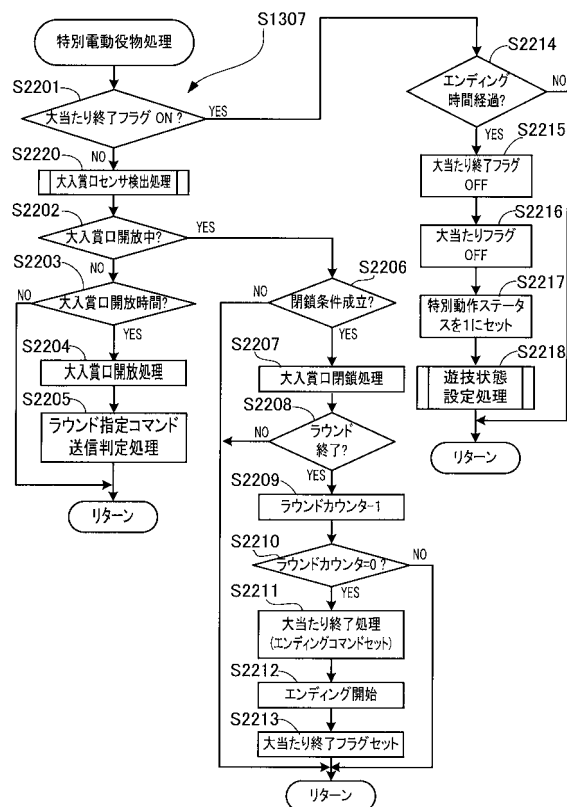 特別電動役物処理
S1307
S2201
大当たり終了フラグ ON？
YES
NO
S2220
大入賞口センサ検出処理
S2202
大入賞口開放中？
YES
NO
S2203
大入賞口開放時間？
NO
YES
S2204
大入賞口開放処理
S2205
ラウンド指定コマンド
送信判定処理
リターン
S2206
閉鎖条件成立？
NO
YES
S2207
大入賞口閉鎖処理
S2208
ラウンド
終了？
NO
YES
S2209
ラウンドカウンタ-1
S2210
ラウンドカウンタ=0？
NO
YES
S2211
大当たり終了処理
(エンディングコマンドセット)
S2212
エンディング開始
S2213
大当たり終了フラグセット
リターン
S2214
エンディング
時間経過？
NO
YES
S2215
大当たり終了フラグ
OFF
S2216
大当たりフラグ
OFF
S2217
特別動作ステータ
スを1にセット
S2218
遊技状態
設定処理
リターン